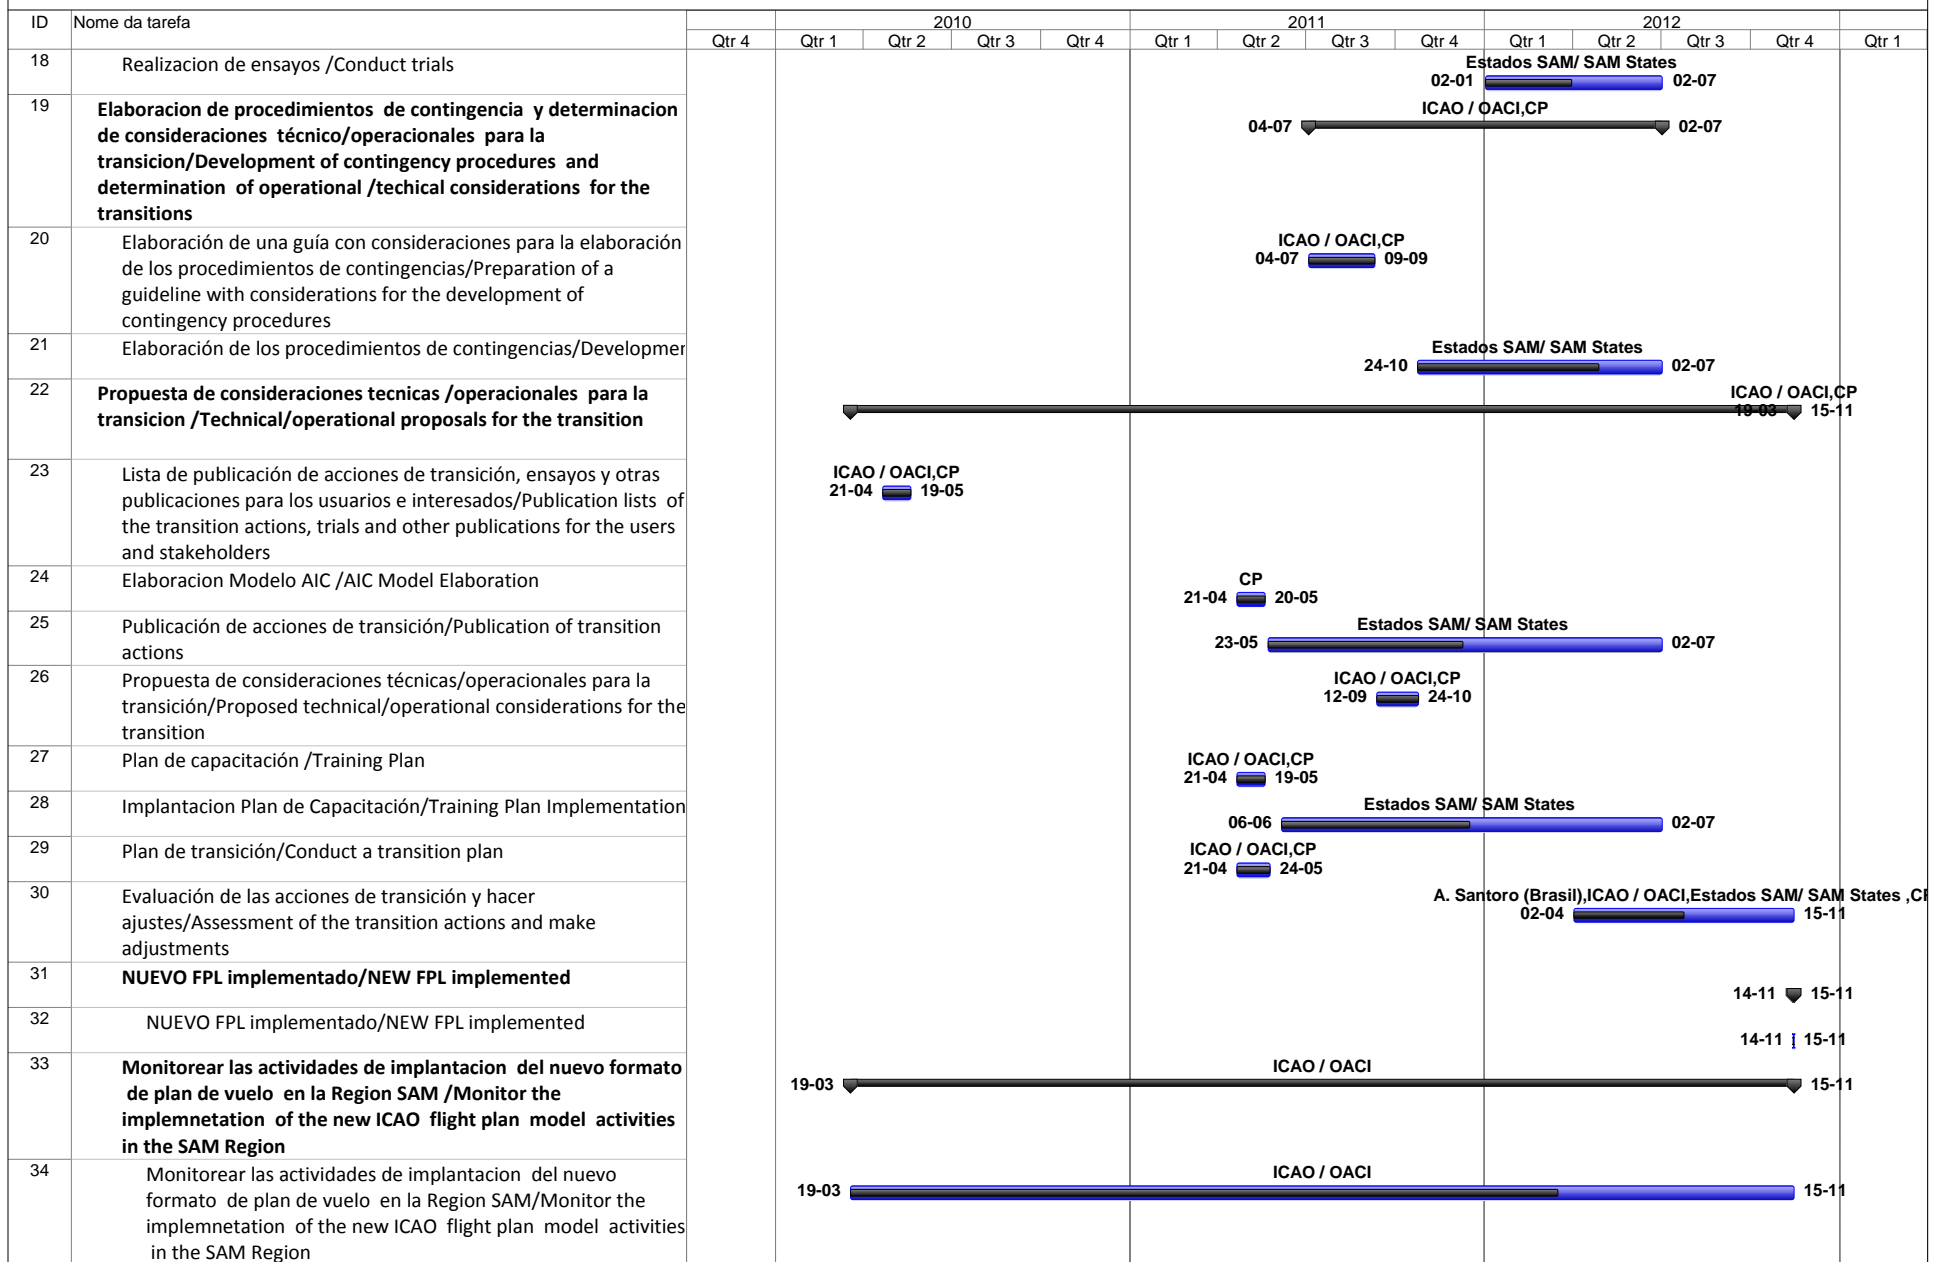 ID Nome da tarefa 2010 2011 2012
Qtr 4 Qtr 1 Qtr 2 Qtr 3 Qtr 4 Qtr 1 Qtr 2 Qtr 3 Qtr 4 Qtr 1 Qtr 2 Qtr 3 Qtr 4 Qtr 1
18 Realizacion de ensayos /Conduct trials
Estados SAM/ SAM States
02-01 02-07
19 Elaboracion de procedimientos de contingencia y determinacion
de consideraciones técnico/operacionales para la
transicion/Development of contingency procedures and
determination of operational /techical considerations for the
transitions
ICAO / OACI,CP
04-07 02-07
20 Elaboración de una guía con consideraciones para la elaboración
de los procedimientos de contingencias/Preparation of a
guideline with considerations for the development of
contingency procedures
ICAO / OACI,CP
04-07 09-09
21 Elaboración de los procedimientos de contingencias/Developmer
Estados SAM/ SAM States
24-10 02-07
22 Propuesta de consideraciones tecnicas /operacionales para la
transicion /Technical/operational proposals for the transition
ICAO / OACI,CP
19-03 15-11
23 Lista de publicación de acciones de transición, ensayos y otras
publicaciones para los usuarios e interesados/Publication lists of
the transition actions, trials and other publications for the users
and stakeholders
ICAO / OACI,CP
21-04 19-05
24 Elaboracion Modelo AIC /AIC Model Elaboration
CP
21-04 20-05
25 Publicación de acciones de transición/Publication of transition
actions
Estados SAM/ SAM States
23-05 02-07
26 Propuesta de consideraciones técnicas/operacionales para la
transición/Proposed technical/operational considerations for the
transition
ICAO / OACI,CP
12-09 24-10
27 Plan de capacitación /Training Plan
ICAO / OACI,CP
21-04 19-05
28 Implantacion Plan de Capacitación/Training Plan Implementation
Estados SAM/ SAM States
06-06 02-07
29 Plan de transición/Conduct a transition plan
ICAO / OACI,CP
21-04 24-05
30 Evaluación de las acciones de transición y hacer
ajustes/Assessment of the transition actions and make
adjustments
A. Santoro (Brasil),ICAO / OACI,Estados SAM/ SAM States ,CP
02-04 15-11
31 NUEVO FPL implementado/NEW FPL implemented
14-11 15-11
32 NUEVO FPL implementado/NEW FPL implemented
14-11 15-11
33 Monitorear las actividades de implantacion del nuevo formato
de plan de vuelo en la Region SAM /Monitor the
implemnetation of the new ICAO flight plan model activities
in the SAM Region
ICAO / OACI
19-03 15-11
34 Monitorear las actividades de implantacion del nuevo
formato de plan de vuelo en la Region SAM/Monitor the
implemnetation of the new ICAO flight plan model activities
in the SAM Region
ICAO / OACI
19-03 15-11